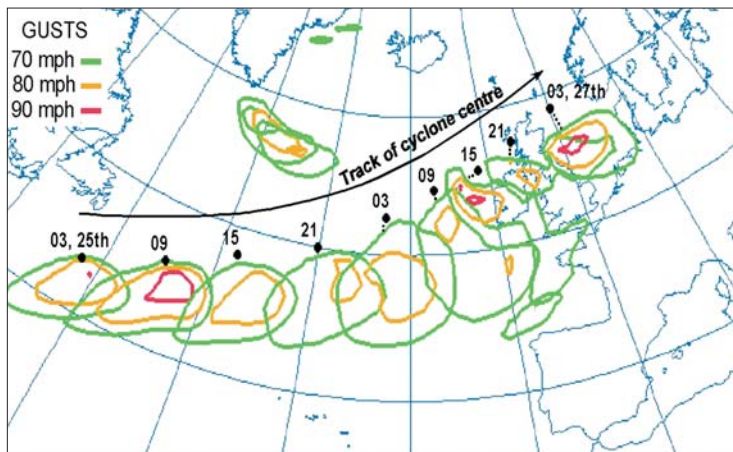 GUSTS
70 mph
80 mph
90 mph
Track of cyclone centre
03, 25th
09
15
21
03
09
15
21
03, 27th